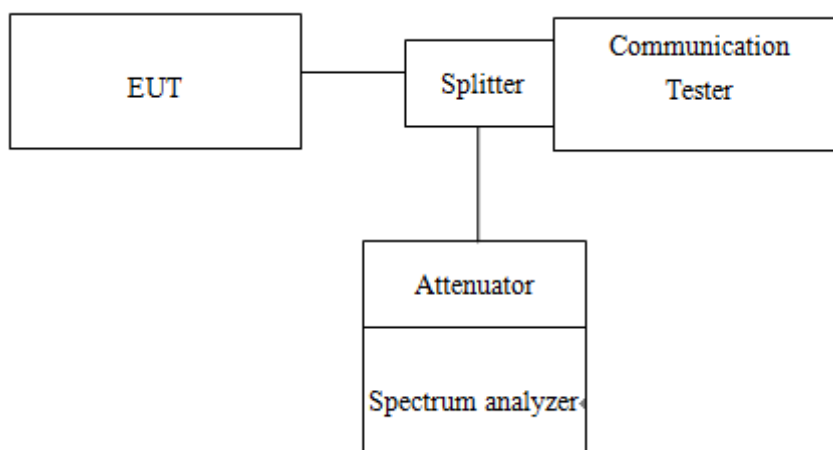 EUT
Splitter
Communication
Tester
Attenuator
Spectrum analyzer